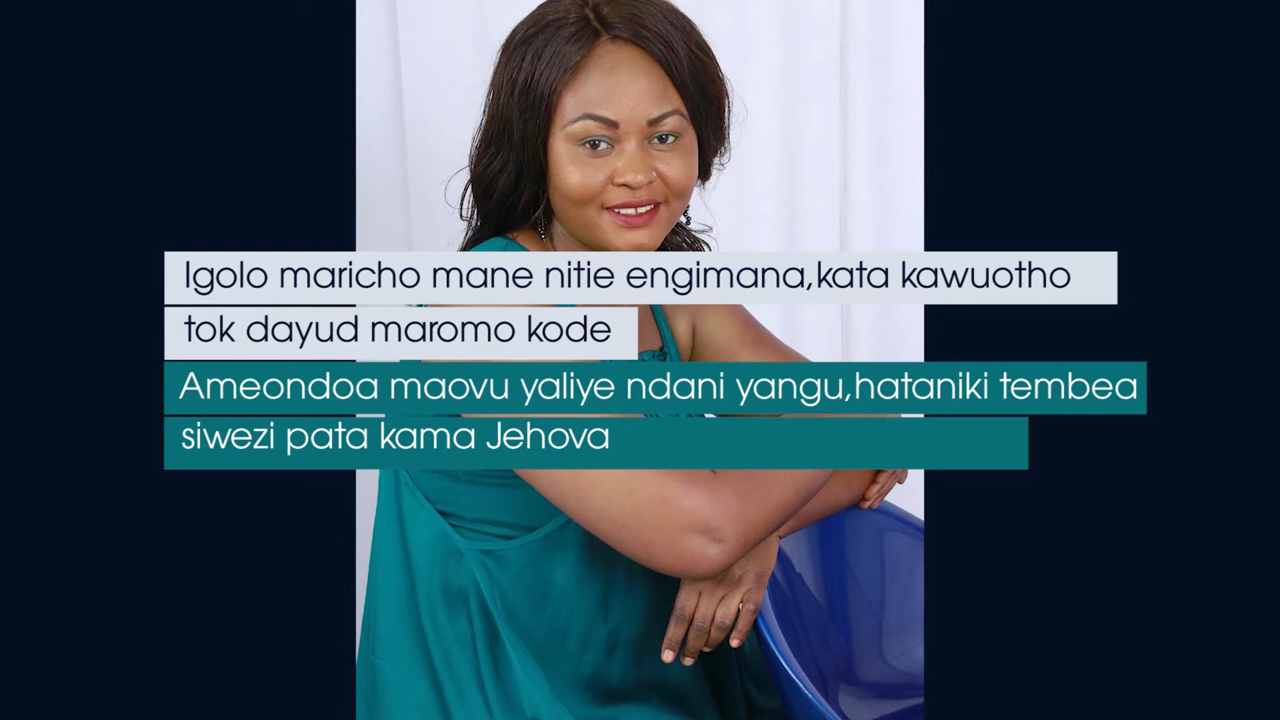 Igolo maricho mane nitie engimana,kata kawuotho
tok dayud maromo kode
Ameondoa maovu yaliye ndani yangu,hataniki tembea
siwezi pata kama Jehova